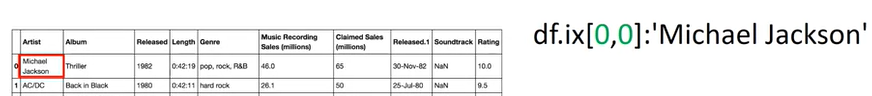 df.ix[0,0]:'Michael Jackson'
Artist Album Released Length Genre Music Recording Sales (millions) Claimed Sales (millions) Released.1 Soundtrack Rating
0 Michael Jackson Thriller 1982 0:42:19 pop, rock, R&B 46.0 65 30-Nov-82 NaN 10.0
1 AC/DC Back in Black 1980 0:42:11 hard rock 26.1 50 25-Jul-80 NaN 9.5